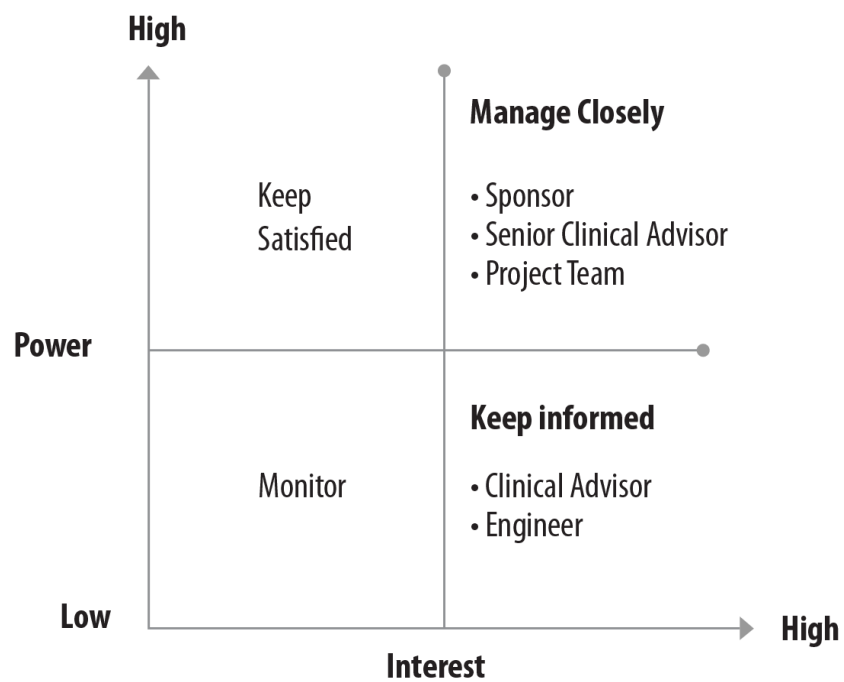 High
Manage Closely
Keep
Satisfied
• Sponsor
• Senior Clinical Advisor
• Project Team
Power
Keep informed
Monitor
• Clinical Advisor
• Engineer
Low
High
Interest